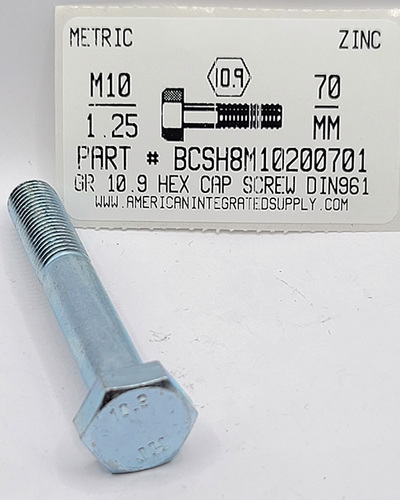 METRIC ZINC
10.9
M10 70
1.25 MM
PART # BCSH8M10200701
GR 10.9 HEX CAP SCREW DIN961
WWW.AMERICANINTEGRATEDSUPPLY.COM
10.9